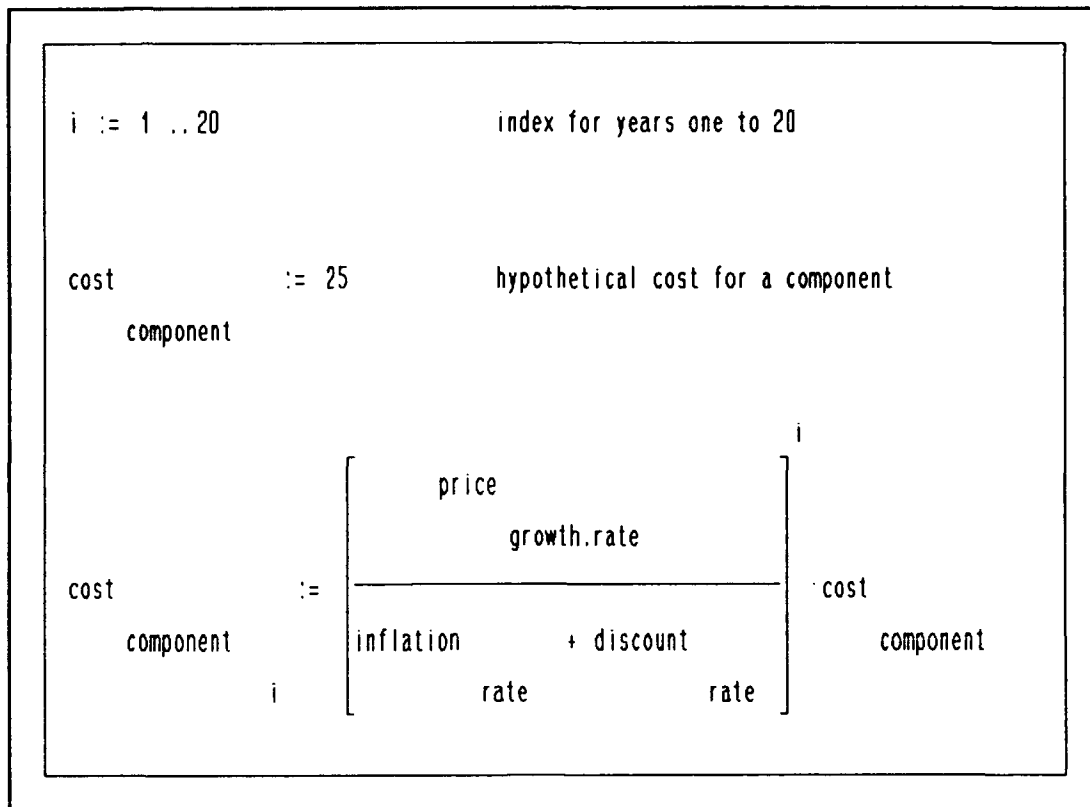 i := 1 .. 20 index for years one to 20
cost := 25 hypothetical cost for a component
component
i
price
growth.rate
cost := · cost
component inflation + discount component
i rate rate